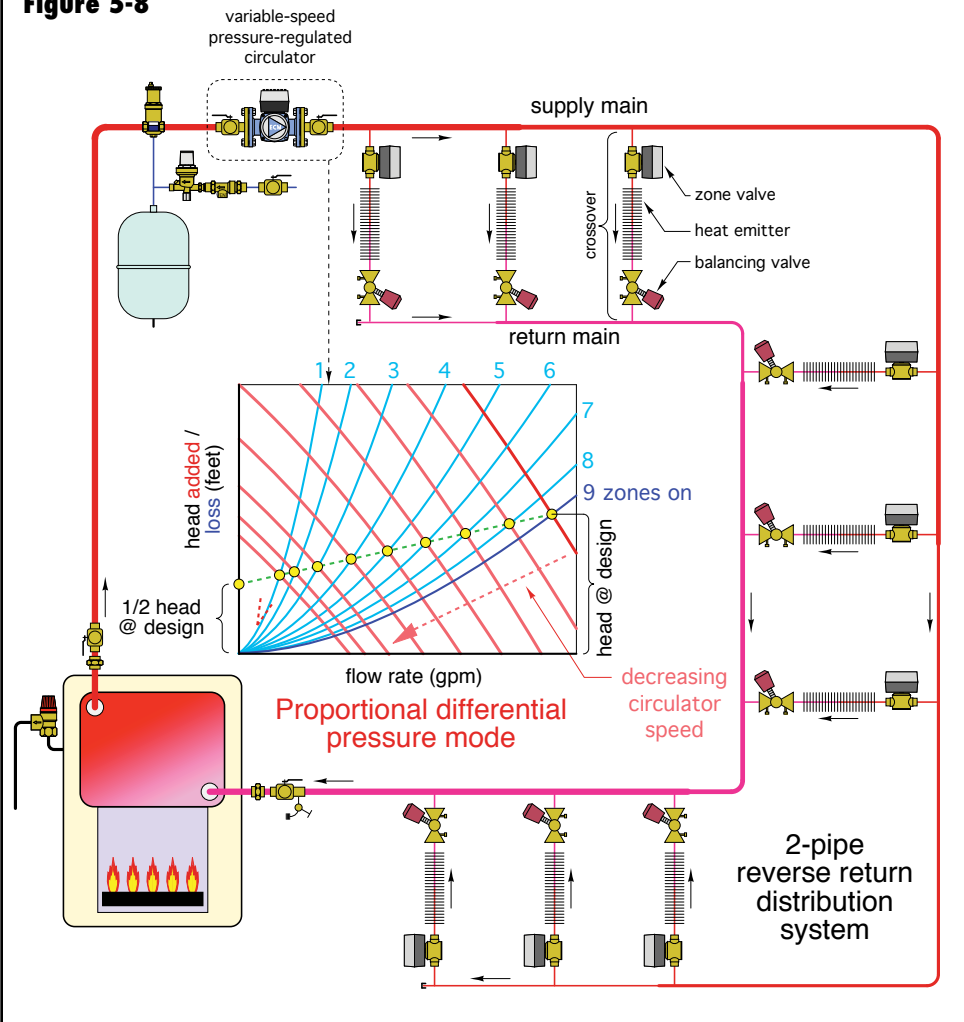 Figure 5-8
variable-speed
pressure-regulated
circulator
supply main
zone valve
heat emitter
balancing valve
crossover
return main
1 2 3 4 5 6
7
8
9 zones on
head added /
loss (feet)
1/2 head
@ design
head @ design
flow rate (gpm)
Proportional differential
pressure mode
decreasing
circulator
speed
2-pipe
reverse return
distribution
system